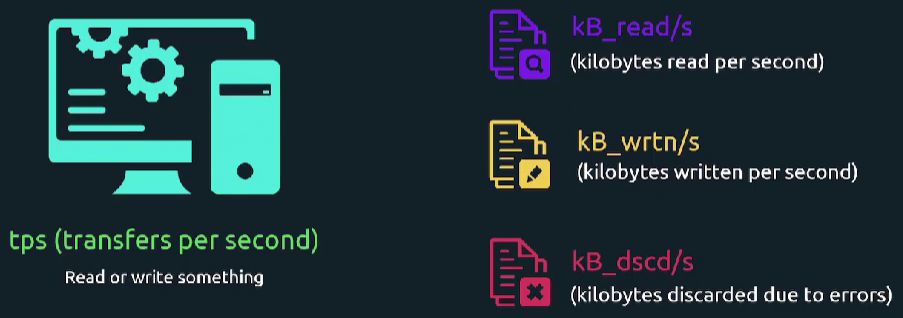 tps (transfers per second)
Read or write something
kB_read/s
(kilobytes read per second)
kB_wrtn/s
(kilobytes written per second)
kB_dscd/s
(kilobytes discarded due to errors)